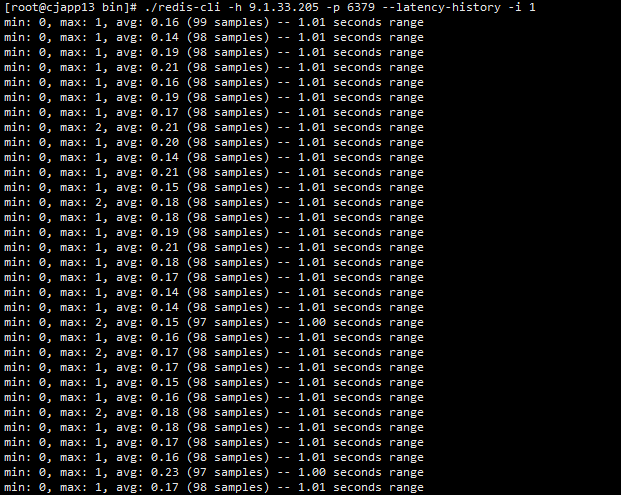 [root@cjapp13 bin]# ./redis-cli -h 9.1.33.205 -p 6379 --latency-history -i 1
min: 0, max: 1, avg: 0.16 (99 samples) -- 1.01 seconds range
min: 0, max: 1, avg: 0.14 (98 samples) -- 1.01 seconds range
min: 0, max: 1, avg: 0.19 (98 samples) -- 1.01 seconds range
min: 0, max: 1, avg: 0.21 (98 samples) -- 1.01 seconds range
min: 0, max: 1, avg: 0.16 (98 samples) -- 1.01 seconds range
min: 0, max: 1, avg: 0.19 (98 samples) -- 1.01 seconds range
min: 0, max: 1, avg: 0.17 (98 samples) -- 1.01 seconds range
min: 0, max: 2, avg: 0.21 (98 samples) -- 1.01 seconds range
min: 0, max: 1, avg: 0.20 (98 samples) -- 1.01 seconds range
min: 0, max: 1, avg: 0.14 (98 samples) -- 1.01 seconds range
min: 0, max: 1, avg: 0.21 (98 samples) -- 1.01 seconds range
min: 0, max: 1, avg: 0.15 (98 samples) -- 1.01 seconds range
min: 0, max: 2, avg: 0.18 (98 samples) -- 1.01 seconds range
min: 0, max: 1, avg: 0.18 (98 samples) -- 1.01 seconds range
min: 0, max: 1, avg: 0.19 (98 samples) -- 1.01 seconds range
min: 0, max: 1, avg: 0.21 (98 samples) -- 1.01 seconds range
min: 0, max: 1, avg: 0.18 (98 samples) -- 1.01 seconds range
min: 0, max: 1, avg: 0.17 (98 samples) -- 1.01 seconds range
min: 0, max: 1, avg: 0.14 (98 samples) -- 1.01 seconds range
min: 0, max: 1, avg: 0.14 (98 samples) -- 1.01 seconds range
min: 0, max: 2, avg: 0.15 (97 samples) -- 1.00 seconds range
min: 0, max: 1, avg: 0.16 (98 samples) -- 1.01 seconds range
min: 0, max: 2, avg: 0.17 (98 samples) -- 1.01 seconds range
min: 0, max: 1, avg: 0.17 (98 samples) -- 1.01 seconds range
min: 0, max: 1, avg: 0.15 (98 samples) -- 1.01 seconds range
min: 0, max: 1, avg: 0.16 (98 samples) -- 1.01 seconds range
min: 0, max: 2, avg: 0.18 (98 samples) -- 1.01 seconds range
min: 0, max: 1, avg: 0.18 (98 samples) -- 1.01 seconds range
min: 0, max: 1, avg: 0.17 (98 samples) -- 1.01 seconds range
min: 0, max: 1, avg: 0.16 (98 samples) -- 1.01 seconds range
min: 0, max: 1, avg: 0.23 (97 samples) -- 1.00 seconds range
min: 0, max: 1, avg: 0.17 (98 samples) -- 1.01 seconds range